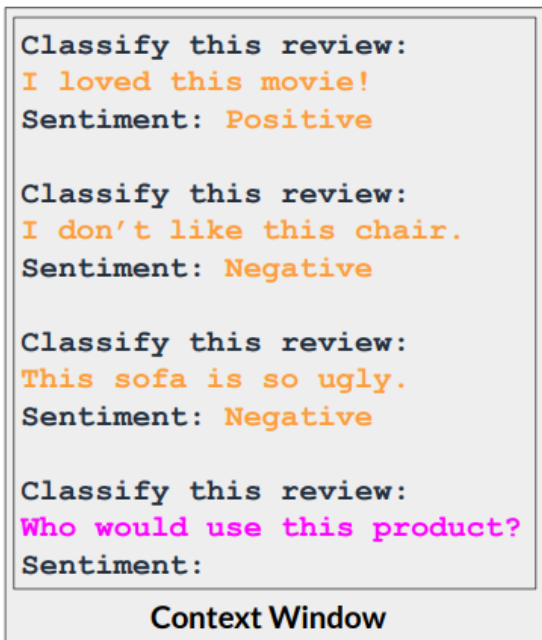 Classify this review:
I loved this movie!
Sentiment: Positive
Classify this review:
I don’t like this chair.
Sentiment: Negative
Classify this review:
This sofa is so ugly.
Sentiment: Negative
Classify this review:
Who would use this product?
Sentiment:
Context Window